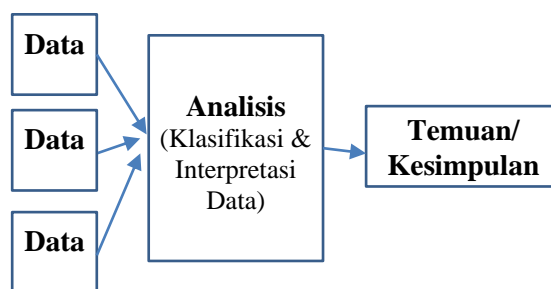 Data
Data
Data
Analisis
(Klasifikasi &
Interpretasi
Data)
Temuan/
Kesimpulan